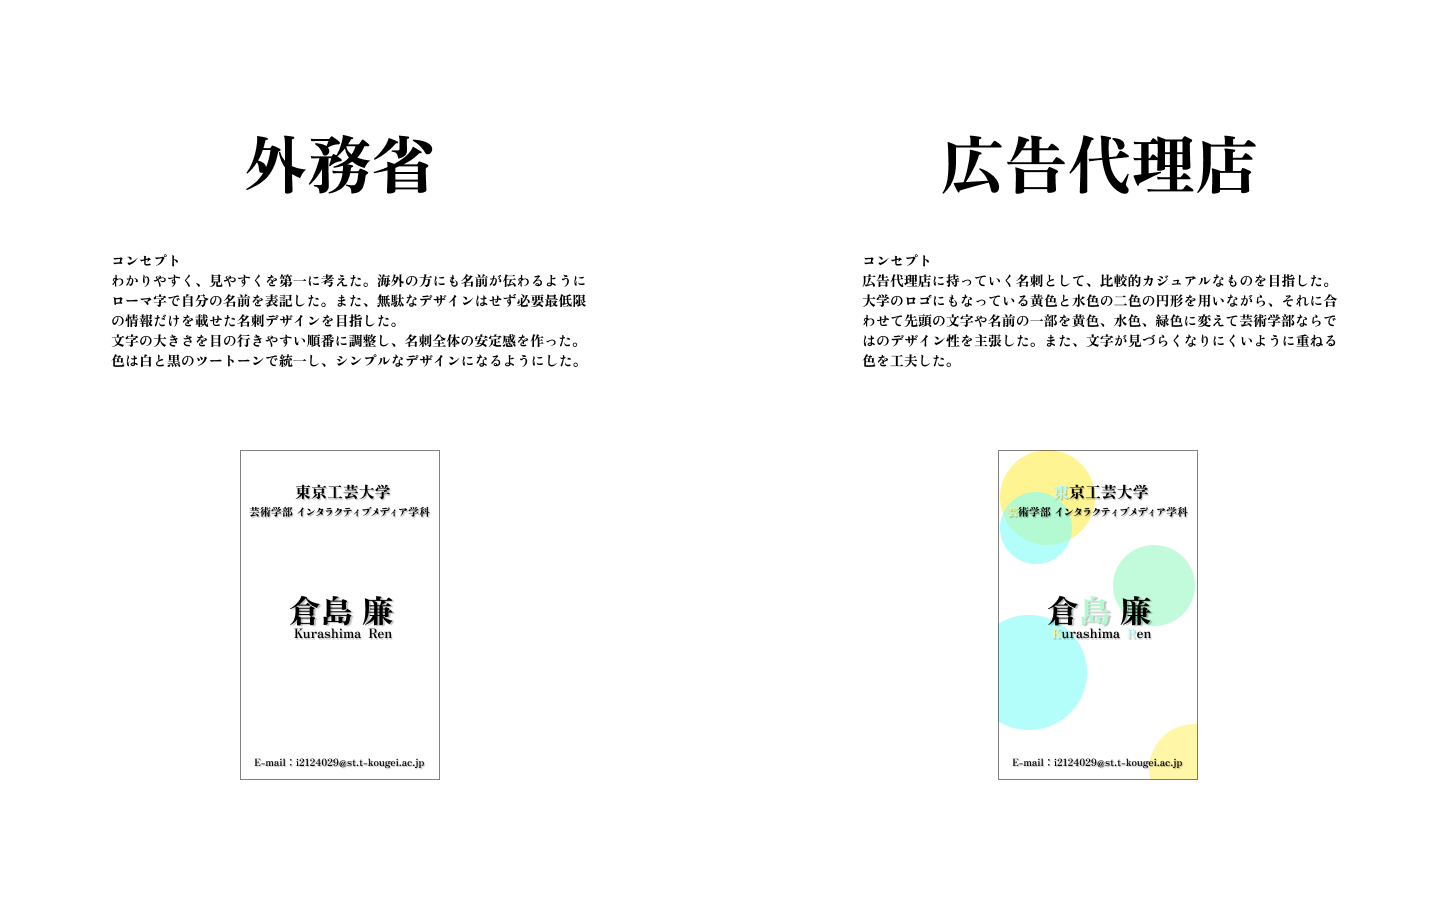 外務省
コンセプト
わかりやすく、見やすくを第一に考えた。海外の方にも名前が伝わるように
ローマ字で自分の名前を表記した。また、無駄なデザインはせず必要最低限
の情報だけを載せた名刺デザインを目指した。
文字の大きさを目の行きやすい順番に調整し、名刺全体の安定感を作った。
色は白と黒のツートーンで統一し、シンプルなデザインになるようにした。
東京工芸大学
芸術学部 インタラクティブメディア学科
倉島 廉
Kurashima Ren
E-mail：i2124029@st.t-kougei.ac.jp
広告代理店
コンセプト
広告代理店に持っていく名刺として、比較的カジュアルなものを目指した。
大学のロゴにもなっている黄色と水色の二色の円形を用いながら、それに合
わせて先頭の文字や名前の一部を黄色、水色、緑色に変えて芸術学部ならで
はのデザイン性を主張した。また、文字が見づらくなりにくいように重ねる
色を工夫した。
東京工芸大学
芸術学部 インタラクティブメディア学科
倉島 廉
Kurashima Ren
E-mail：i2124029@st.t-kougei.ac.jp